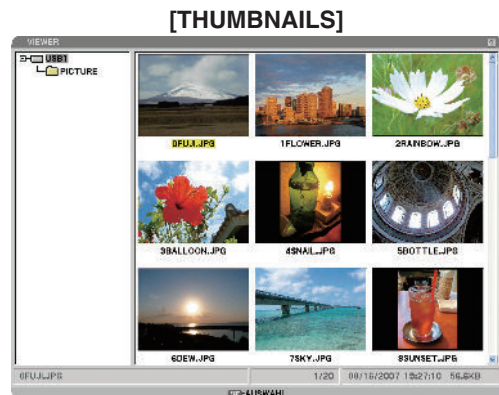 [THUMBNAILS]
VIEWER
USB1
PICTURE
0FUJI.JPG
1FLOWER.JPG
2RAINBOW.JPG
3BALLOON.JPG
4SNAIL.JPG
5BOTTLE.JPG
6DEW.JPG
7SKY.JPG
8SUNSET.JPG
0FUJI.JPG 1/20 08/16/2007 19:27:10 56.6KB
:AUSWAHL